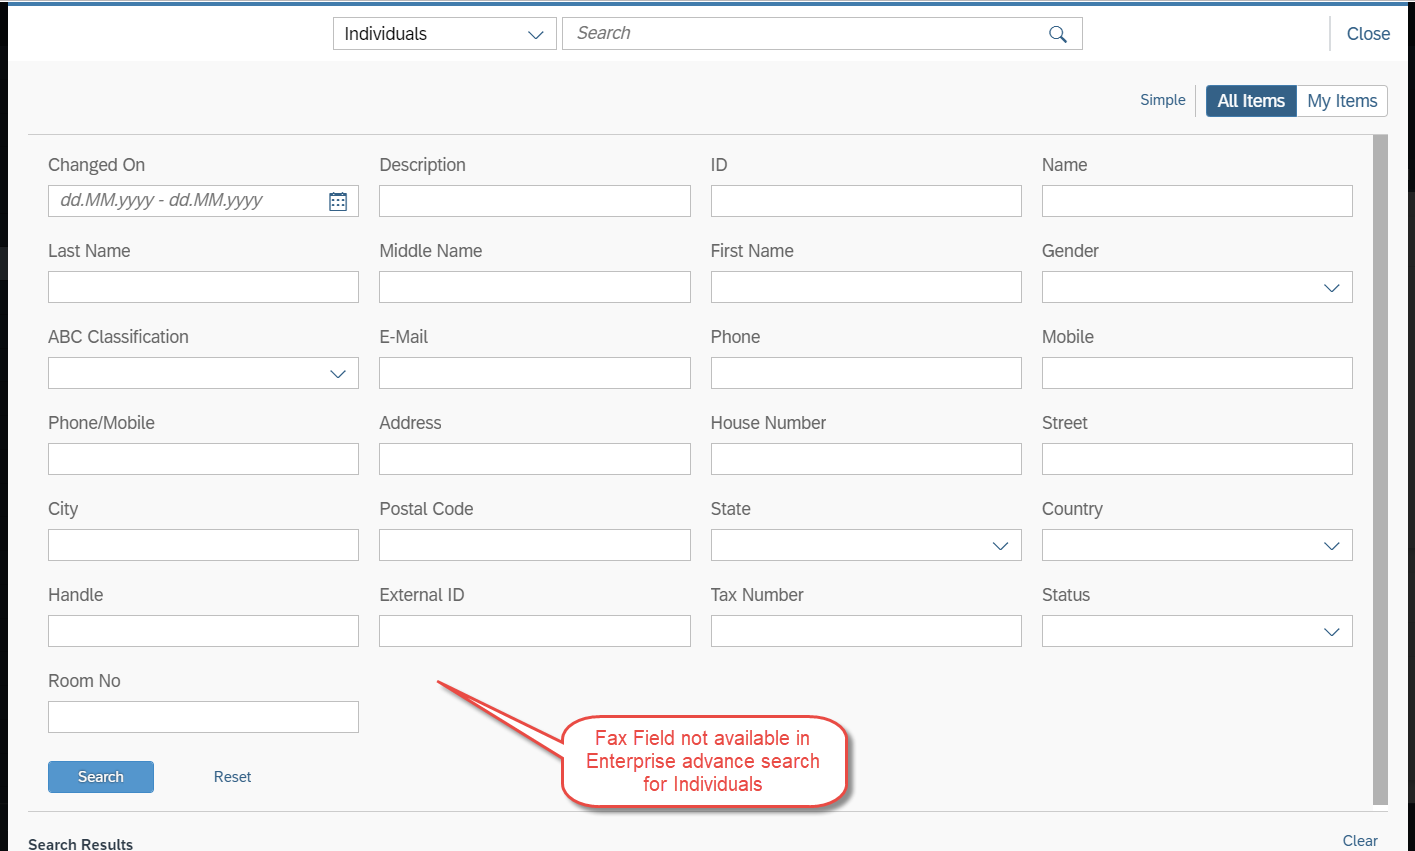 Individuals
Search
Close
Simple
All Items
My Items
Changed On
Description
ID
Name
dd.MM.yyyy - dd.MM.yyyy
Last Name
Middle Name
First Name
Gender
ABC Classification
E-Mail
Phone
Mobile
Phone/Mobile
Address
House Number
Street
City
Postal Code
State
Country
Handle
External ID
Tax Number
Status
Room No
Fax Field not available in
Enterprise advance search
for Individuals
Search
Reset
Search Results
Clear